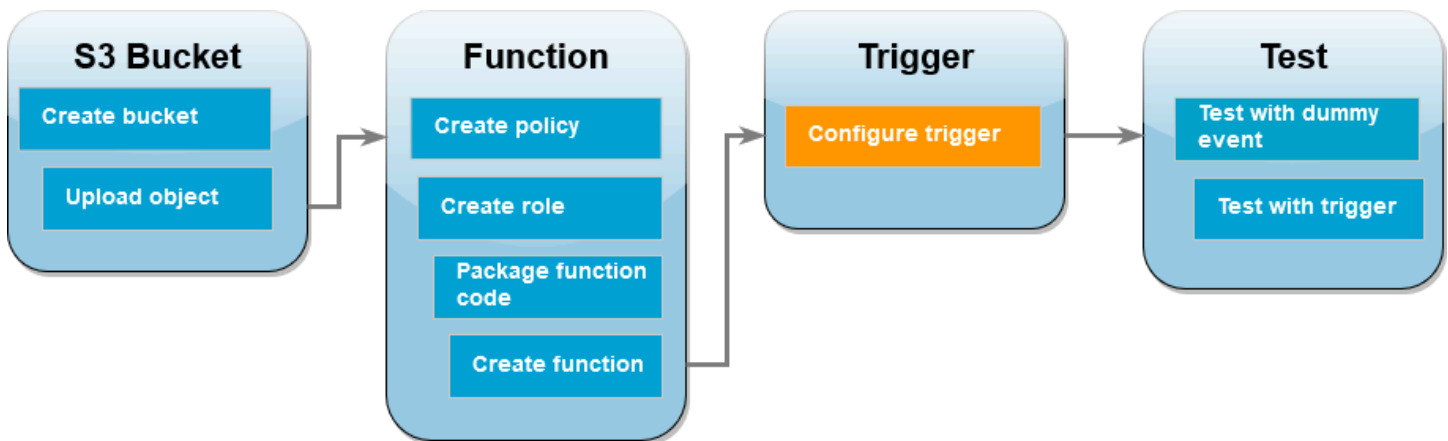 S3 Bucket
Create bucket
Upload object
Function
Create policy
Create role
Package function
code
Create function
Trigger
Configure trigger
Test
Test with dummy
event
Test with trigger